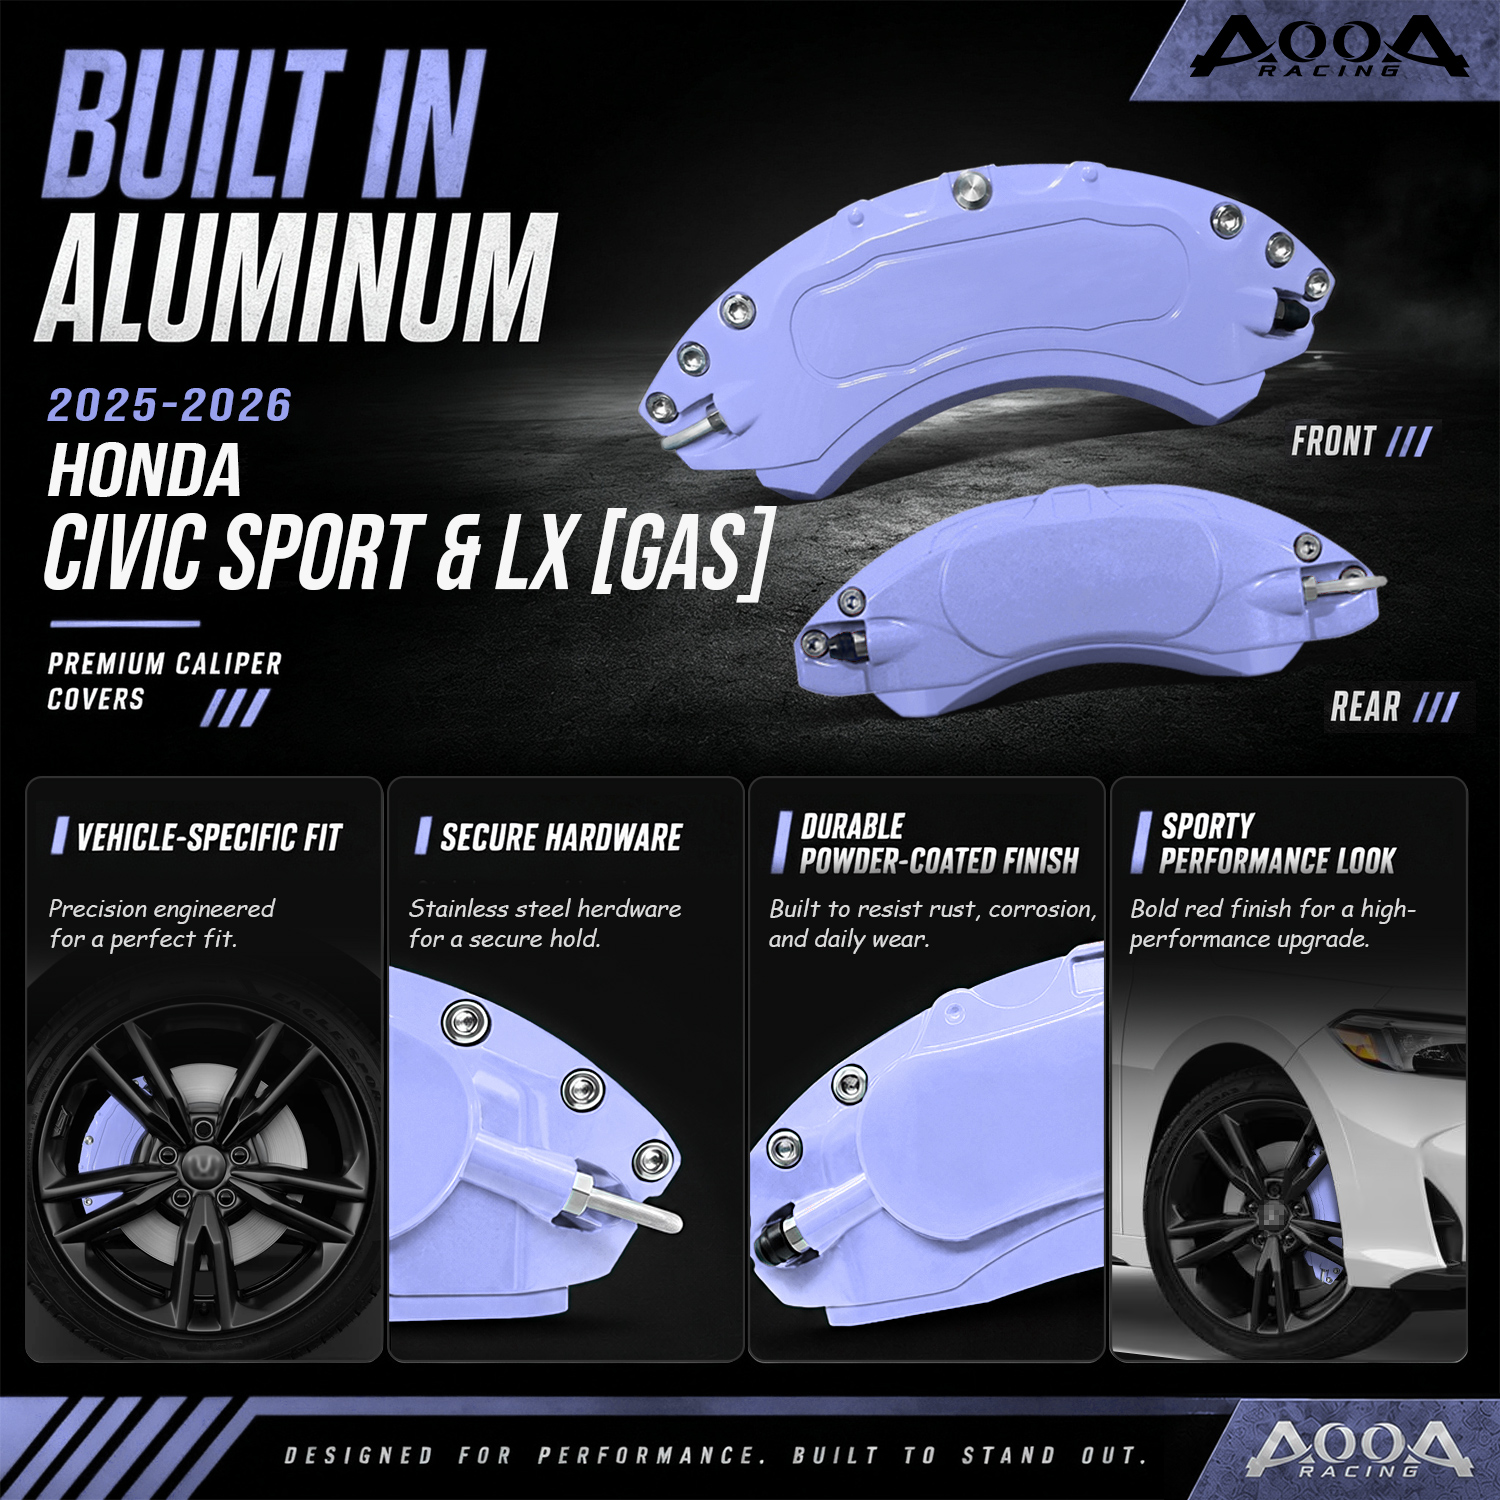 AOOA
RACING
BUILT IN
ALUMINUM
2025-2026
HONDA
CIVIC SPORT & LX [GAS]
PREMIUM CALIPER
COVERS
FRONT
REAR
VEHICLE-SPECIFIC FIT
Precision engineered
for a perfect fit.
SECURE HARDWARE
Stainless steel herdware
for a secure hold.
DURABLE
POWDER-COATED FINISH
Built to resist rust, corrosion,
and daily wear.
SPORTY
PERFORMANCE LOOK
Bold red finish for a high-
performance upgrade.
DESIGNED FOR PERFORMANCE. BUILT TO STAND OUT.
AOOA
RACING